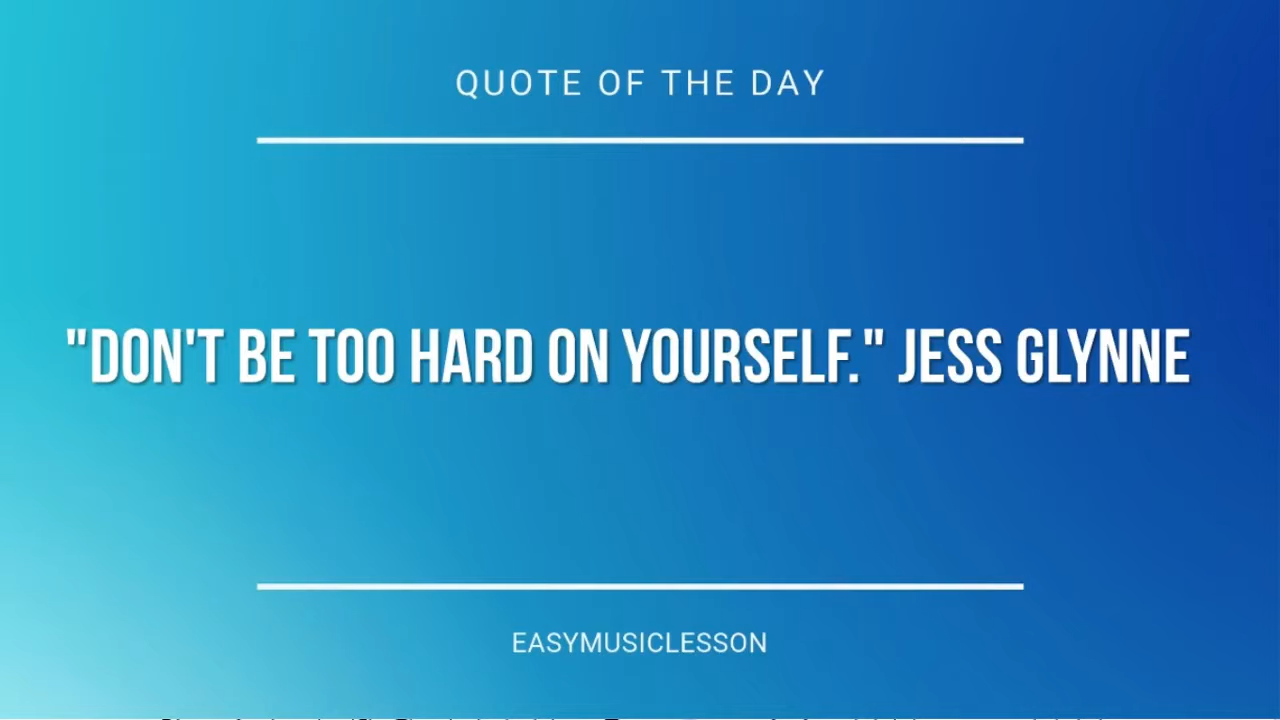 QUOTE OF THE DAY
"DON'T BE TOO HARD ON YOURSELF." JESS GLYNNE
EASYMUSICLESSON